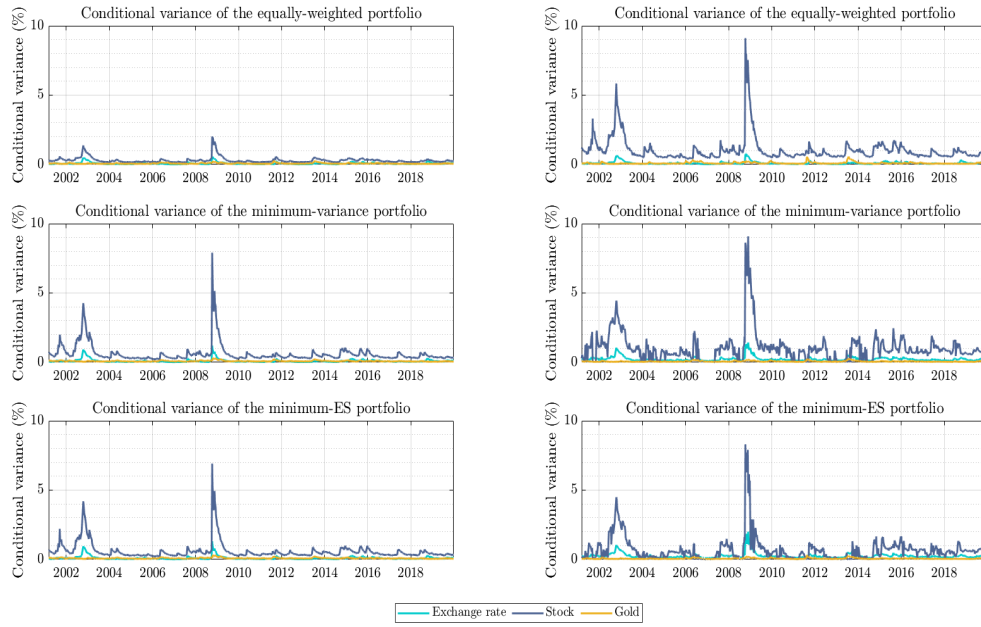 Conditional variance of the equally-weighted portfolio
Conditional variance (%)
10
5
0
2002 2004 2006 2008 2010 2012 2014 2016 2018
Conditional variance of the equally-weighted portfolio
Conditional variance (%)
10
5
0
2002 2004 2006 2008 2010 2012 2014 2016 2018
Conditional variance of the minimum-variance portfolio
Conditional variance (%)
10
5
0
2002 2004 2006 2008 2010 2012 2014 2016 2018
Conditional variance of the minimum-variance portfolio
Conditional variance (%)
10
5
0
2002 2004 2006 2008 2010 2012 2014 2016 2018
Conditional variance of the minimum-ES portfolio
Conditional variance (%)
10
5
0
2002 2004 2006 2008 2010 2012 2014 2016 2018
Conditional variance of the minimum-ES portfolio
Conditional variance (%)
10
5
0
2002 2004 2006 2008 2010 2012 2014 2016 2018
Exchange rate Stock Gold